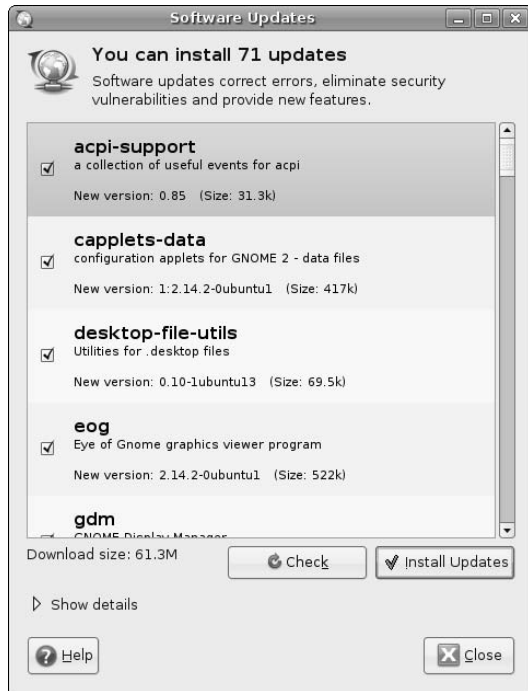 Software Updates
You can install 71 updates
Software updates correct errors, eliminate security
vulnerabilities and provide new features.
acpi-support
a collection of useful events for acpi
New version: 0.85 (Size: 31.3k)
capplets-data
configuration applets for GNOME 2 - data files
New version: 1:2.14.2-0ubuntu1 (Size: 417k)
desktop-file-utils
Utilities for .desktop files
New version: 0.10-1ubuntu13 (Size: 69.5k)
eog
Eye of Gnome graphics viewer program
New version: 2.14.2-0ubuntu1 (Size: 522k)
gdm
GNOME Display Manager
Download size: 61.3M
Check
Install Updates
Show details
Help
Close